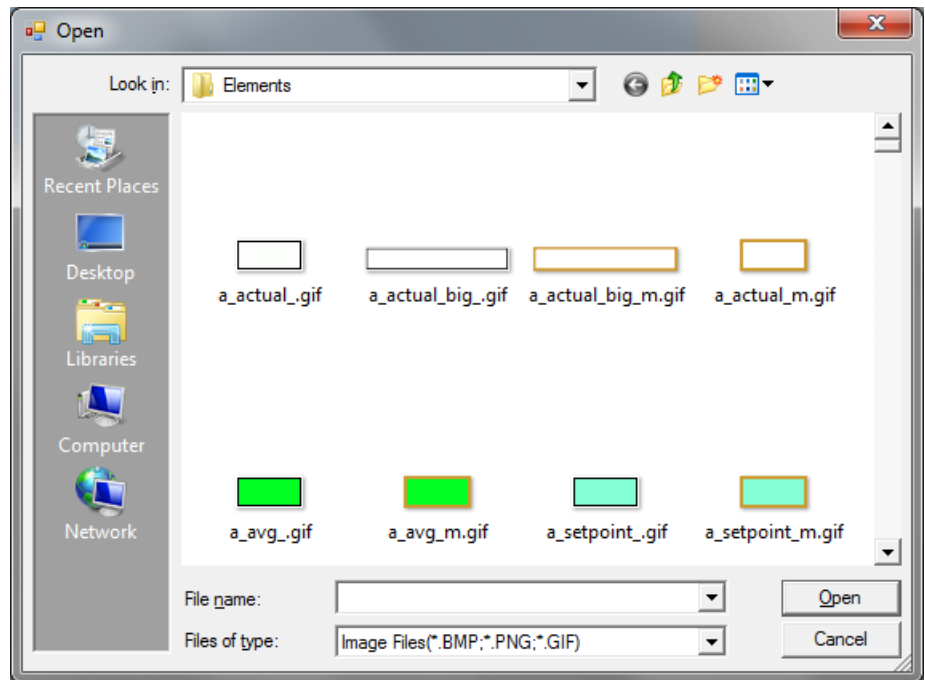 Open
Look in:
Elements
Recent Places
Desktop
Libraries
Computer
Network
a_actual_.gif
a_actual_big_.gif
a_actual_big_m.gif
a_actual_m.gif
a_avg_.gif
a_avg_m.gif
a_setpoint_.gif
a_setpoint_m.gif
File name:
Open
Files of type:
Image Files(*.BMP;*.PNG;*.GIF)
Cancel